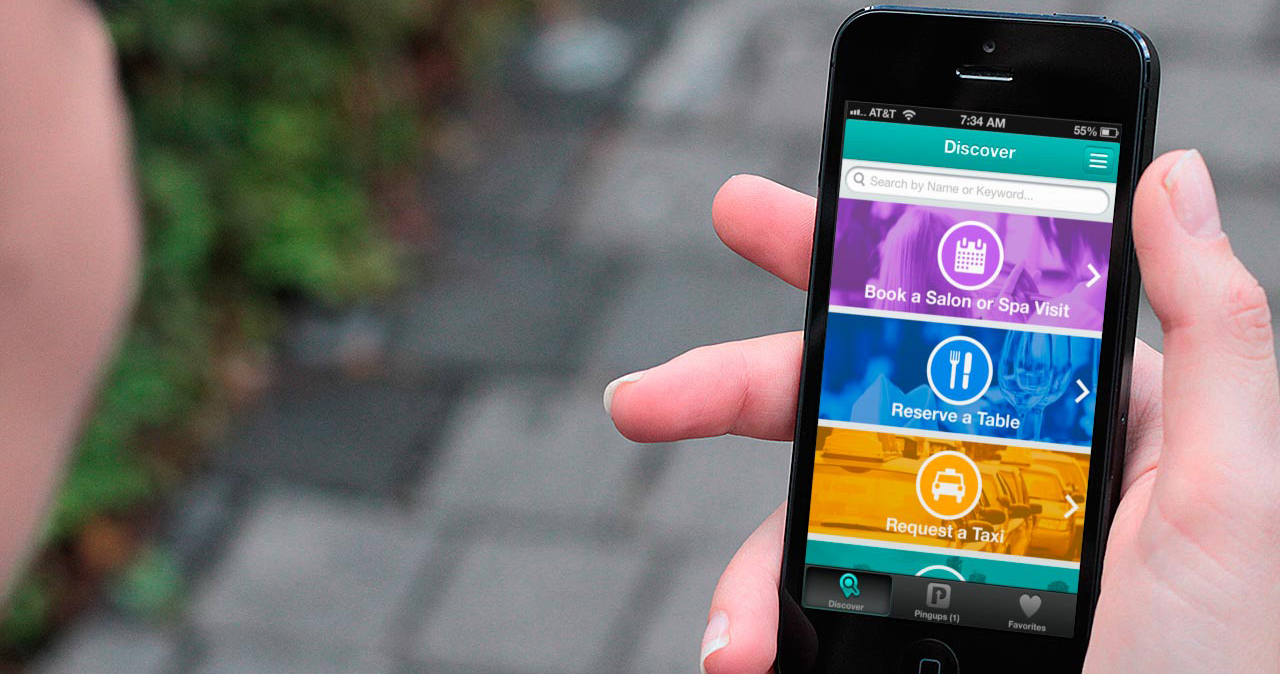 AT&T 7:34 AM 55%
Discover
Search by Name or Keyword...
Book a Salon or Spa Visit
Reserve a Table
Request a Taxi
Discover Pingups (1) Favorites